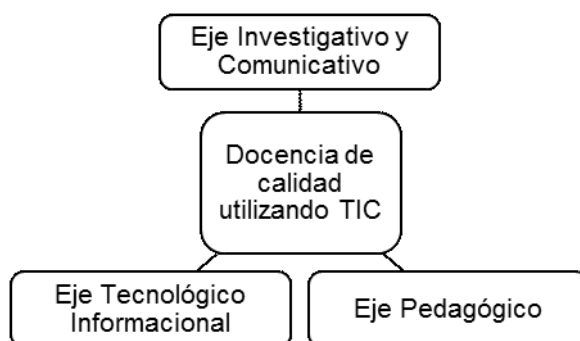 Eje Investigativo y
Comunicativo
Docencia de
calidad
utilizando TIC
Eje Tecnológico
Informacional
Eje Pedagógico